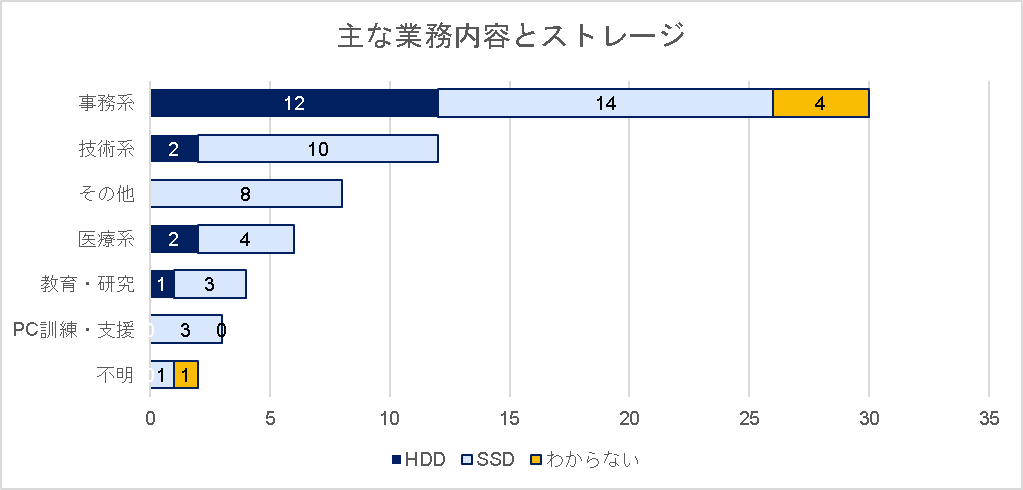 主な業務内容とストレージ
事務系 12 14 4
技術系 2 10
その他 8
医療系 2 4
教育・研究 1 3
PC訓練・支援 0 3 0
不明 0 1 1
0 5 10 15 20 25 30 35
HDD SSD わからない